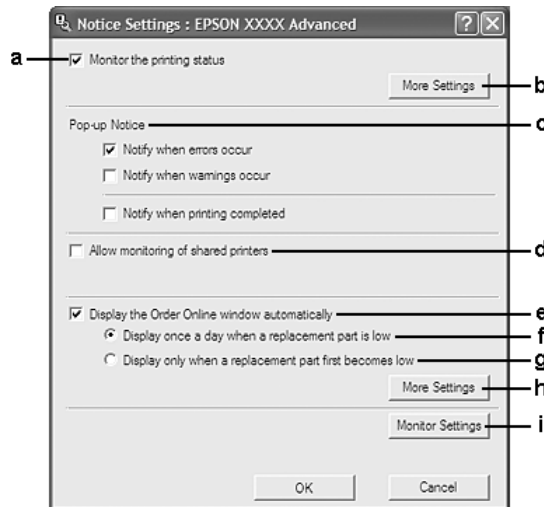 Notice Settings : EPSON XXXX Advanced
a Monitor the printing status
More Settings b
Pop-up Notice c
Notify when errors occur
Notify when warnings occur
Notify when printing completed
Allow monitoring of shared printers d
Display the Order Online window automatically e
Display once a day when a replacement part is low f
Display only when a replacement part first becomes low g
More Settings h
Monitor Settings i
OK Cancel